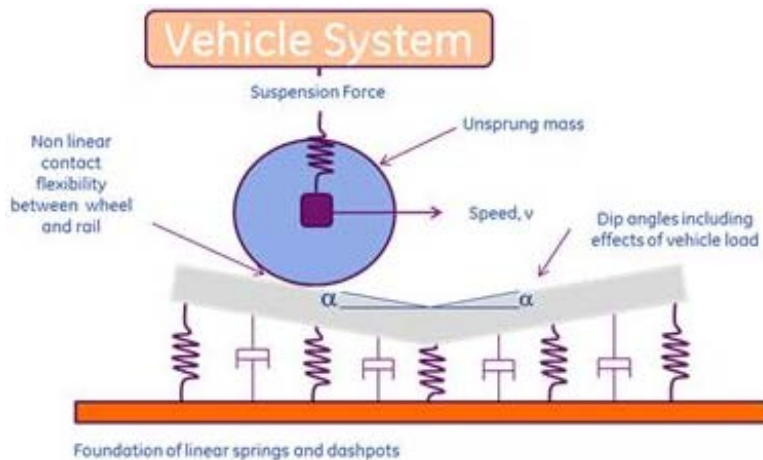 Vehicle System
Suspension Force
Non linear
contact
flexibility
between wheel
and rail
Unsprung mass
Speed, v
Dip angles including
effects of vehicle load
α
α
Foundation of linear springs and dashpots